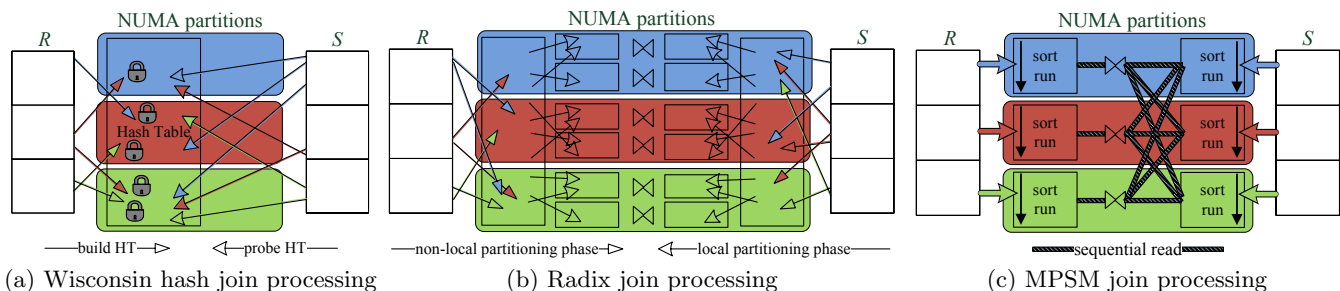 NUMA partitions
R
S
Hash Table
build HT
probe HT
(a) Wisconsin hash join processing
NUMA partitions
R
S
non-local partitioning phase
local partitioning phase
(b) Radix join processing
NUMA partitions
R
S
sort
run
sort
run
sort
run
sort
run
sort
run
sort
run
sequential read
(c) MPSM join processing